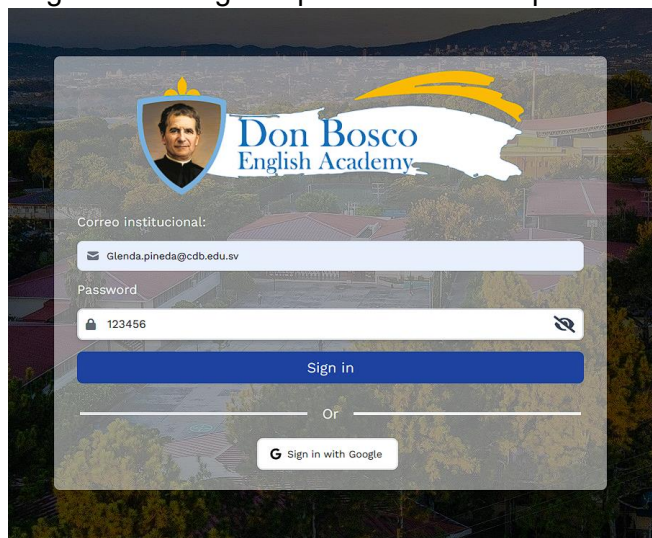 Don Bosco
English Academy
Correo institucional:
Glenda.pineda@cdb.edu.sv
Password
123456
Sign in
Or
G Sign in with Google